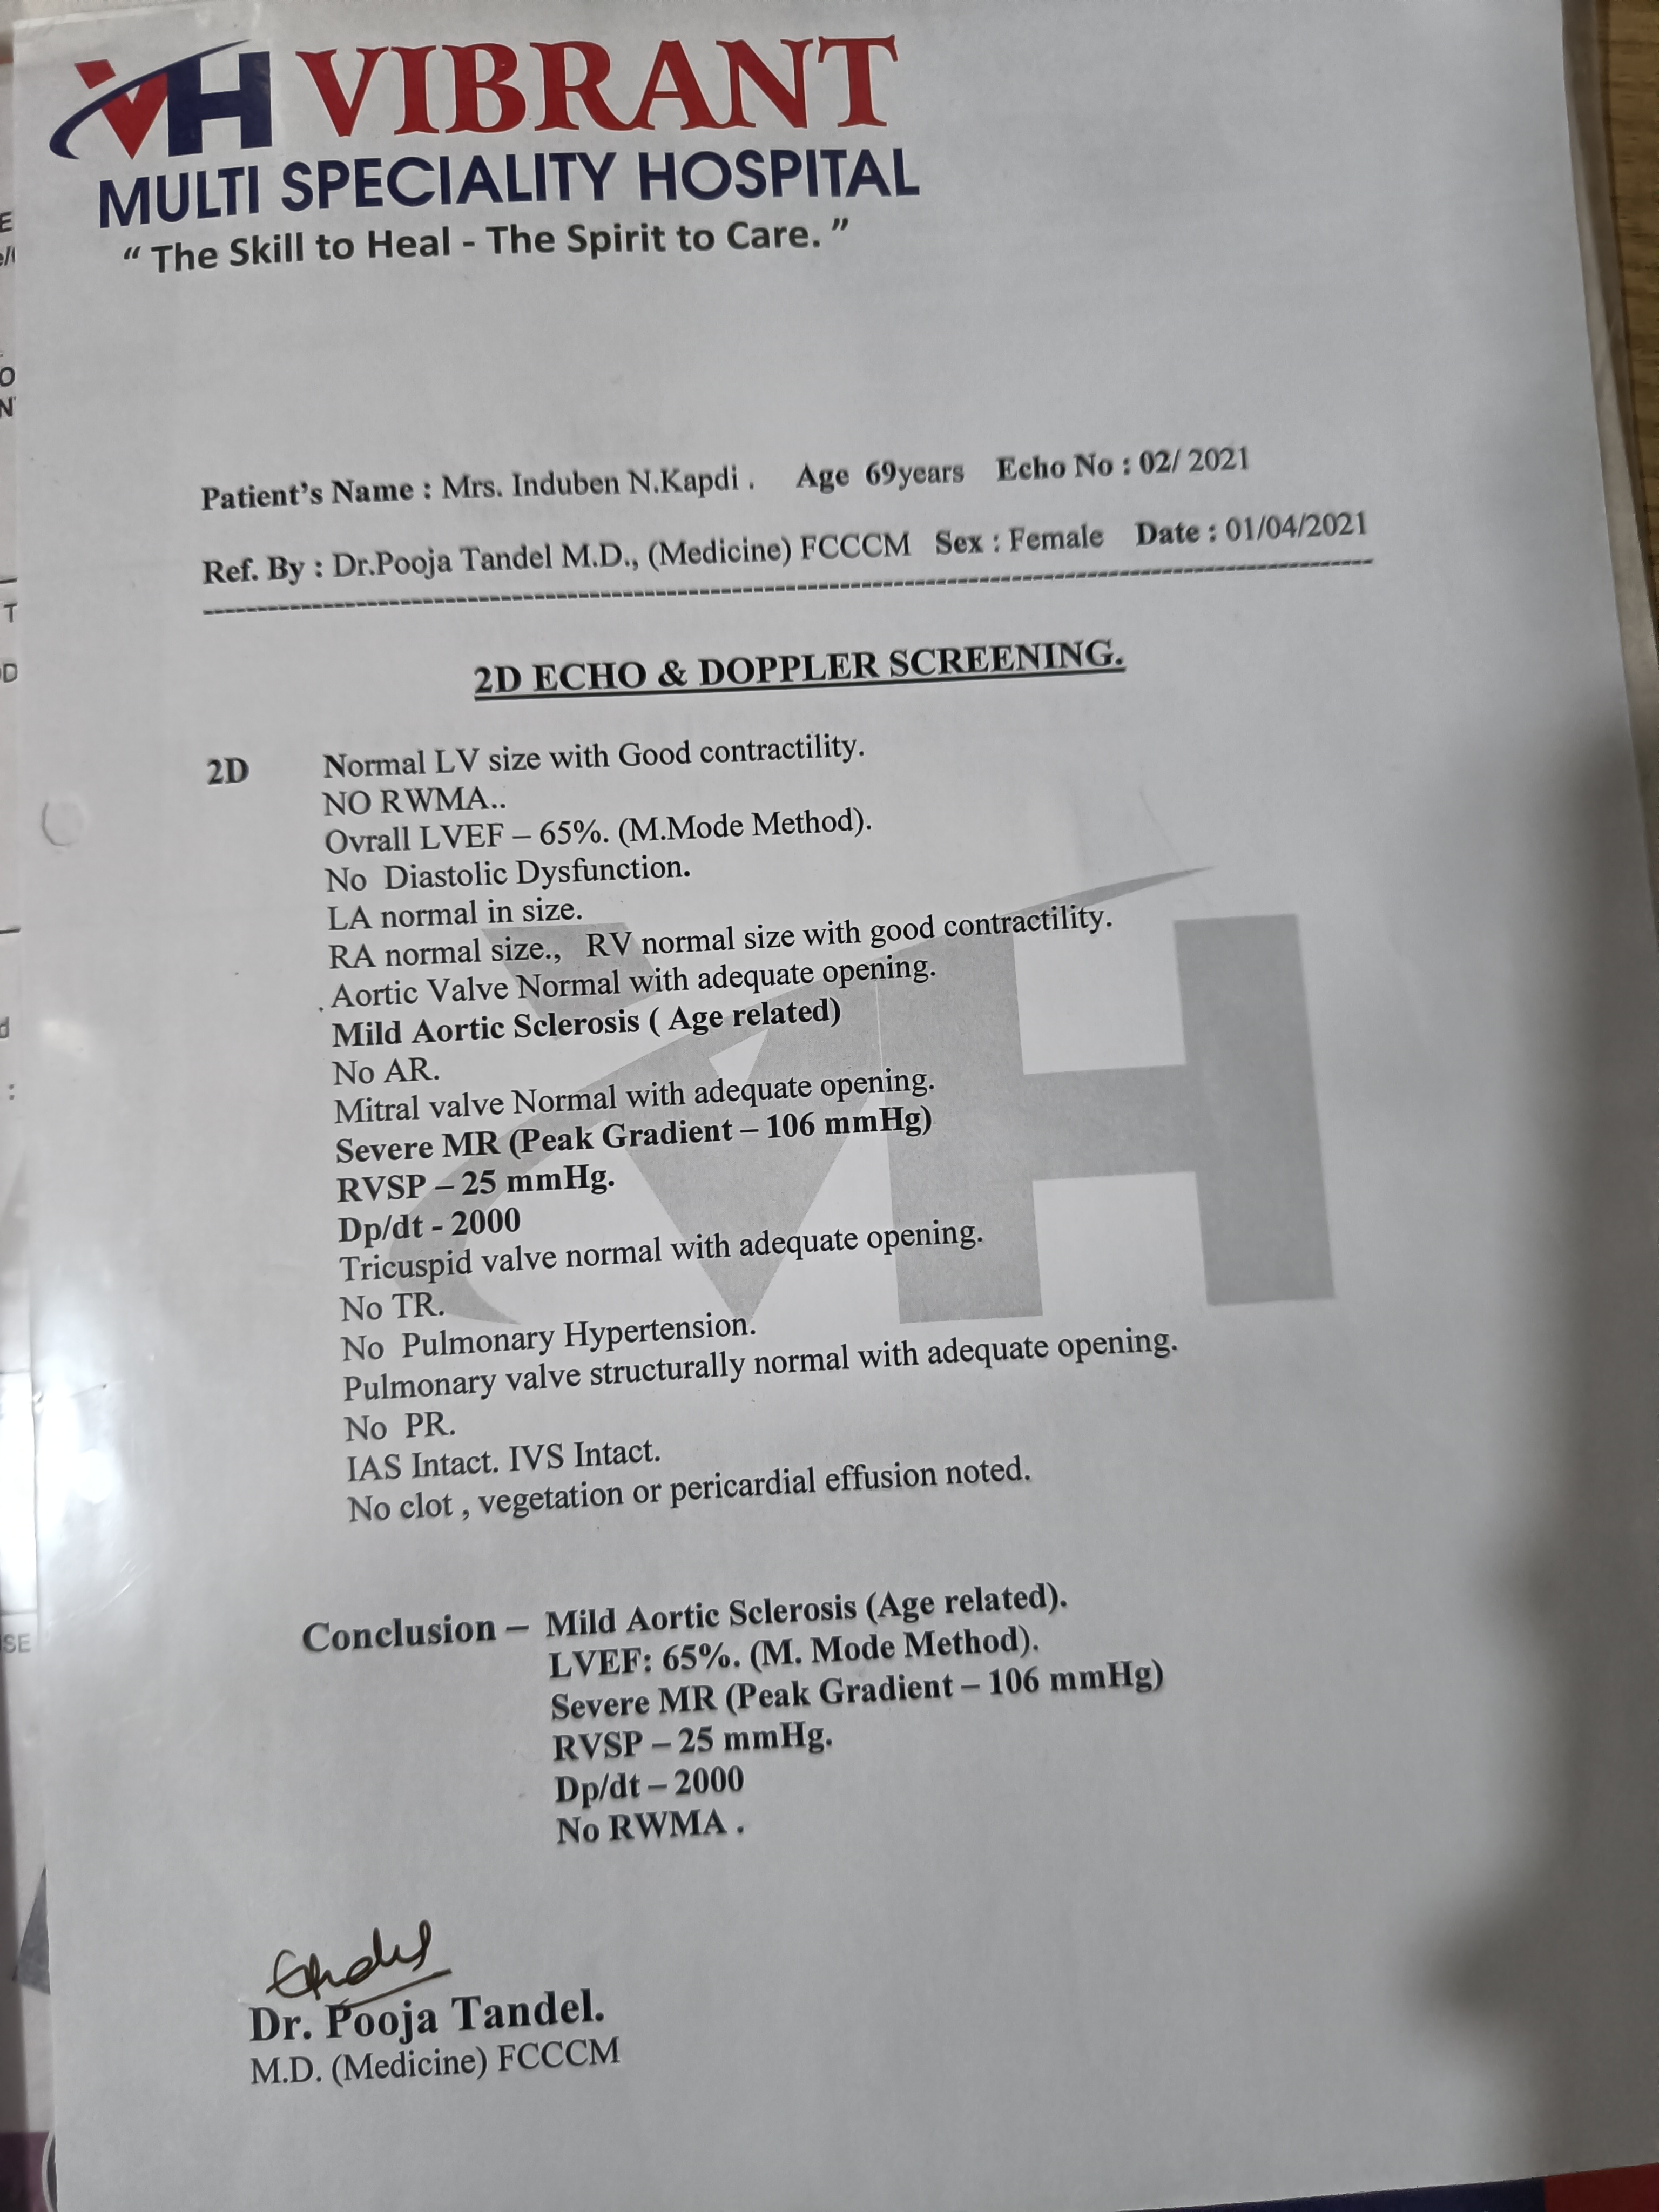 VH VIBRANT
MULTI SPECIALITY HOSPITAL
“ The Skill to Heal - The Spirit to Care. ”
Patient’s Name : Mrs. Induben N.Kapdi . Age 69years Echo No : 02/ 2021
Ref. By : Dr.Pooja Tandel M.D., (Medicine) FCCCM Sex : Female Date : 01/04/2021
2D ECHO & DOPPLER SCREENING.
2D Normal LV size with Good contractility.
NO RWMA..
Ovrall LVEF – 65%. (M.Mode Method).
No Diastolic Dysfunction.
LA normal in size.
RA normal size., RV normal size with good contractility.
Aortic Valve Normal with adequate opening.
Mild Aortic Sclerosis ( Age related)
No AR.
Mitral valve Normal with adequate opening.
Severe MR (Peak Gradient – 106 mmHg)
RVSP – 25 mmHg.
Dp/dt - 2000
Tricuspid valve normal with adequate opening.
No TR.
No Pulmonary Hypertension.
Pulmonary valve structurally normal with adequate opening.
No PR.
IAS Intact. IVS Intact.
No clot , vegetation or pericardial effusion noted.
Conclusion – Mild Aortic Sclerosis (Age related).
LVEF: 65%. (M. Mode Method).
Severe MR (Peak Gradient – 106 mmHg)
RVSP – 25 mmHg.
Dp/dt – 2000
No RWMA .
Dr. Pooja Tandel.
M.D. (Medicine) FCCCM